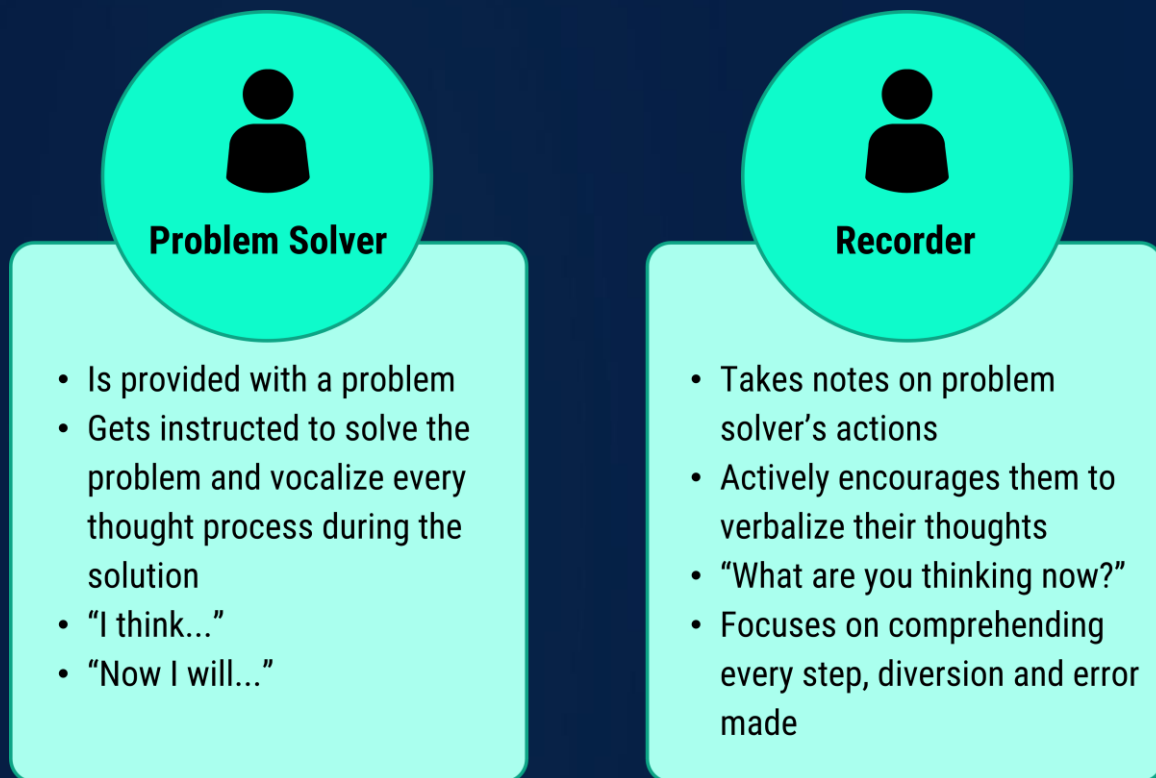 Problem Solver
• Is provided with a problem
• Gets instructed to solve the
problem and vocalize every
thought process during the
solution
• “I think...”
• “Now I will...”
Recorder
• Takes notes on problem
solver’s actions
• Actively encourages them to
verbalize their thoughts
• “What are you thinking now?”
• Focuses on comprehending
every step, diversion and error
made